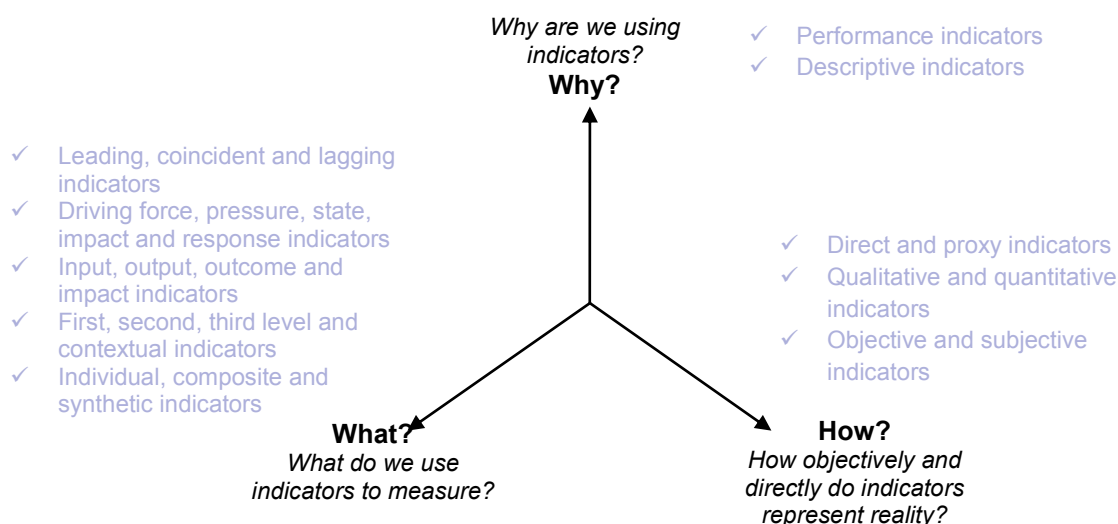 Why are we using
indicators?
Why?
✓ Performance indicators
✓ Descriptive indicators
✓ Leading, coincident and lagging
indicators
✓ Driving force, pressure, state,
impact and response indicators
✓ Input, output, outcome and
impact indicators
✓ First, second, third level and
contextual indicators
✓ Individual, composite and
synthetic indicators
✓ Direct and proxy indicators
✓ Qualitative and quantitative
indicators
✓ Objective and subjective
indicators
What?
What do we use
indicators to measure?
How?
How objectively and
directly do indicators
represent reality?